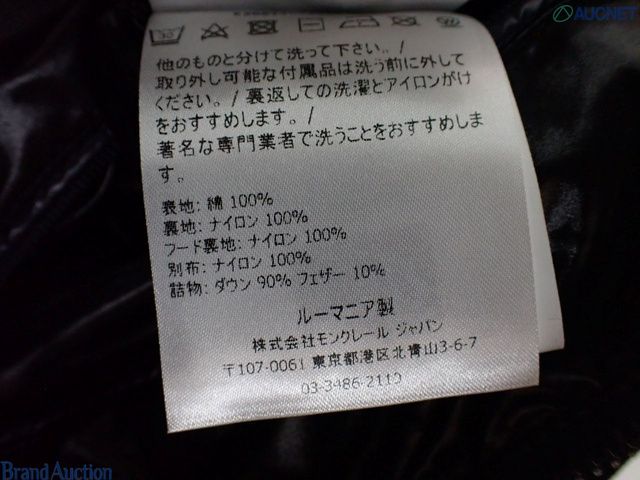 AUCNET
他のものと分けて洗って下さい。/
取り外し可能な付属品は洗う前に外して
ください。/ 裏返しての洗濯とアイロンがけ
をおすすめします。/
著名な専門業者で洗うことをおすすめしま
す。
表地: 綿 100%
裏地: ナイロン 100%
フード裏地: ナイロン 100%
別布: ナイロン 100%
詰物: ダウン 90% フェザー 10%
ルーマニア製
株式会社モンクレール ジャパン
〒107-0061 東京都港区北青山3-6-7
03-3486-2110
Brand Auction